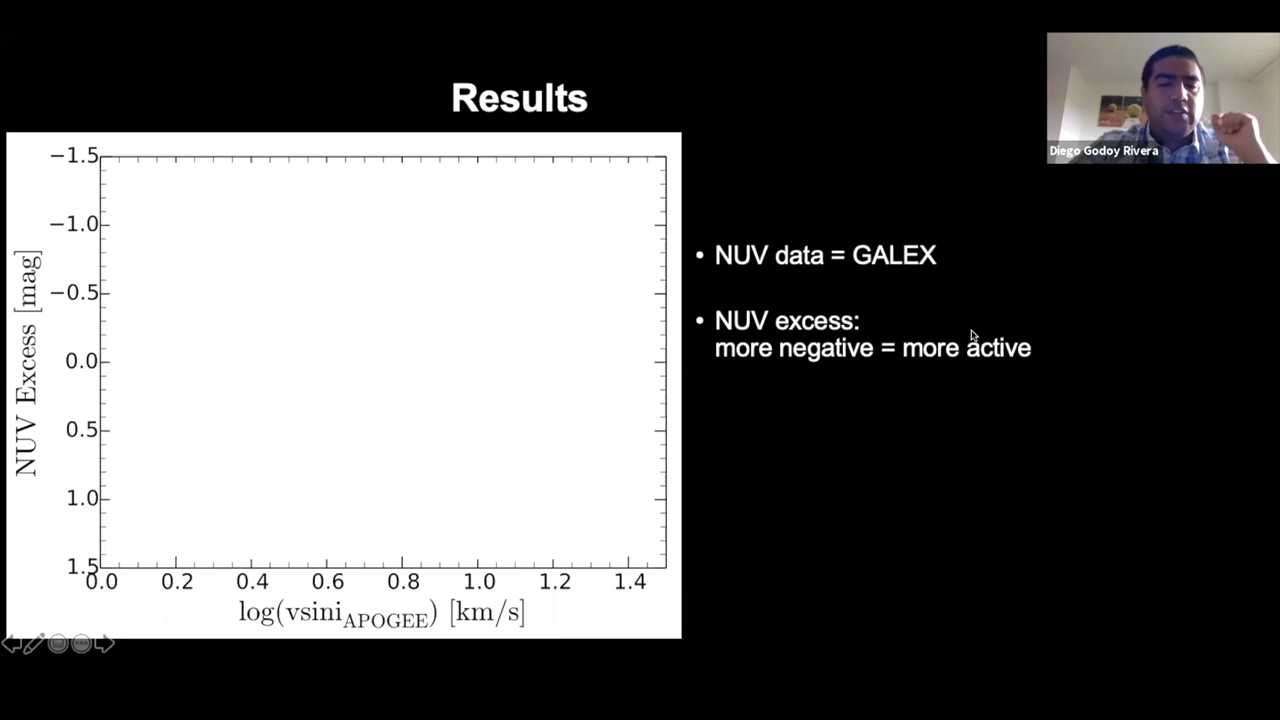 Results
Diego Godoy Rivera
−1.5
−1.0
−0.5
0.0
0.5
1.0
1.5
NUV Excess [mag]
0.0 0.2 0.4 0.6 0.8 1.0 1.2 1.4
log(vsini_APOGEE) [km/s]
• NUV data = GALEX
• NUV excess:
more negative = more active